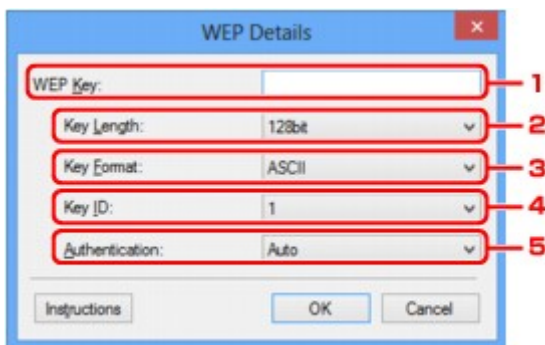 WEP Details
WEP Key: 1
Key Length: 128bit 2
Key Format: ASCII 3
Key ID: 1 4
Authentication: Auto 5
Instructions OK Cancel